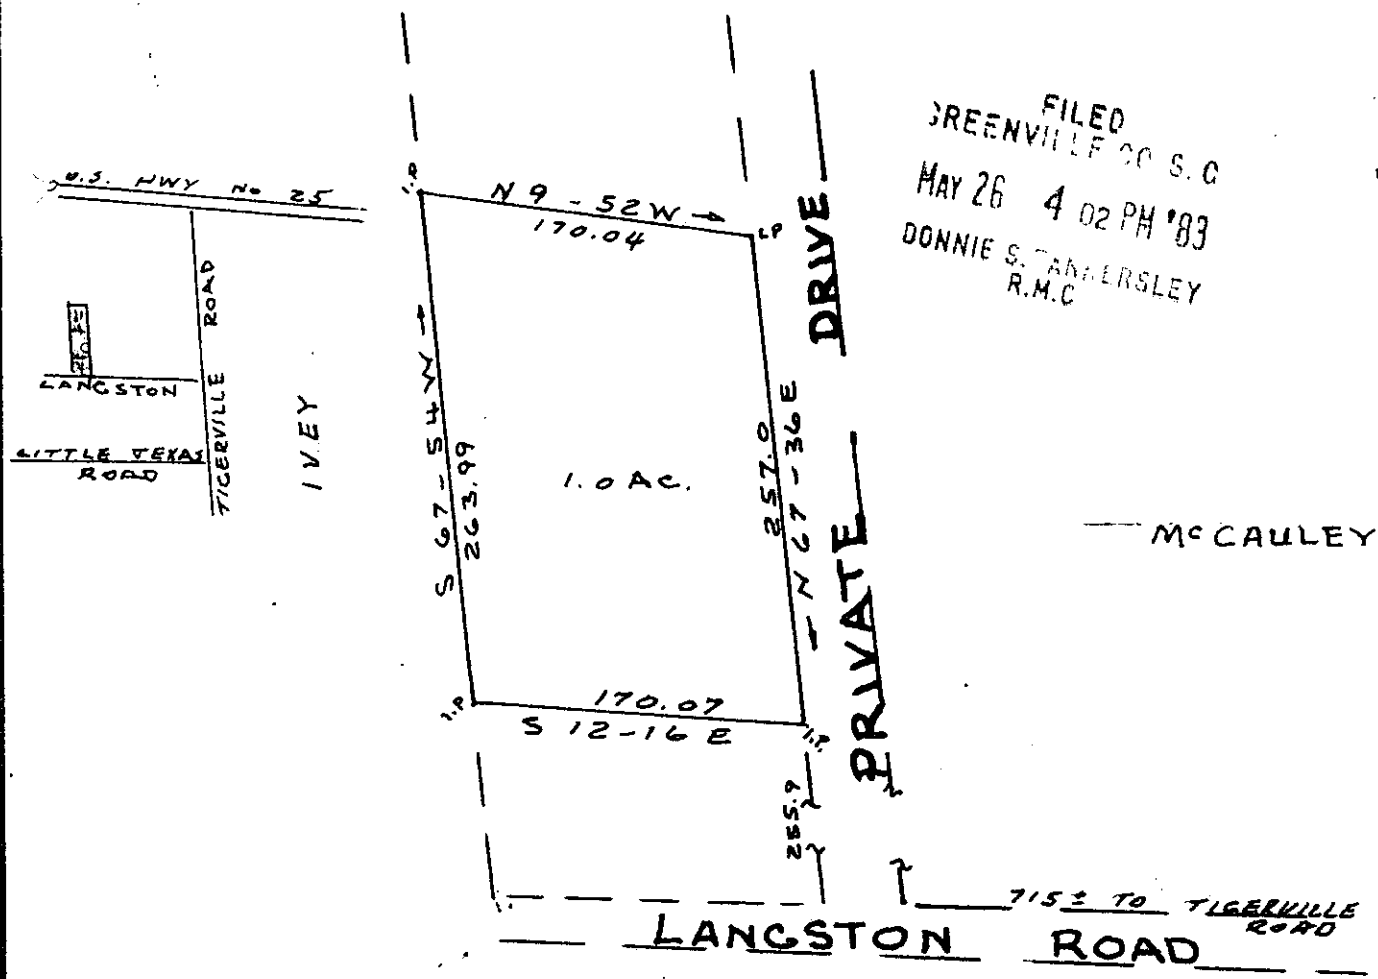 FILED
GREENVILLE CO S. C
MAY 26 4 02 PM '83
DONNIE S. TANKERSLEY
R.M.C
U.S. HWY No 25
TIGERVILLE ROAD
LANGSTON
LITTLE TEXAS
ROAD
IVEY
I.P
N 9 - 52 W
170.04
I.P
S 67 - 54 W
263.99
1.0 AC.
257.0
N 67 - 36 E
PRIVATE DRIVE
McCAULEY
I.P
170.07
S 12 - 16 E
I.P.
255.9
715 ± TO TIGERVILLE
ROAD
LANGSTON ROAD